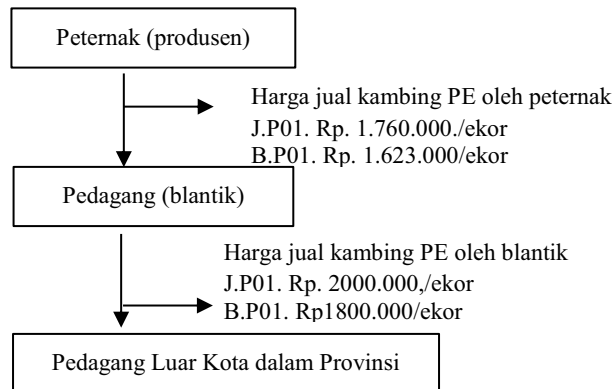 Peternak (produsen)
Harga jual kambing PE oleh peternak
J.P01. Rp. 1.760.000./ekor
B.P01. Rp. 1.623.000/ekor
Pedagang (blantik)
Harga jual kambing PE oleh blantik
J.P01. Rp. 2000.000,/ekor
B.P01. Rp1800.000/ekor
Pedagang Luar Kota dalam Provinsi